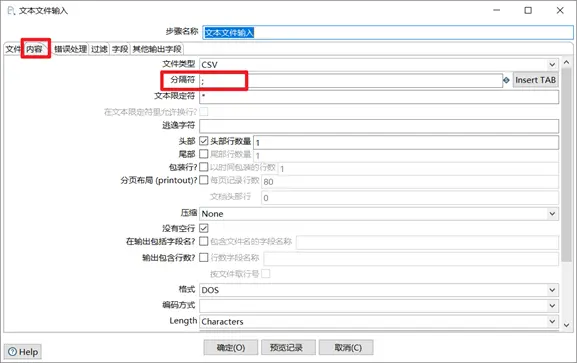 文本文件输入
步骤名称 文本文件输入
文件 内容 错误处理 过滤 字段 其他输出字段
文件类型 CSV
分隔符 ; Insert TAB
文本限定符 "
在文本限定符里允许换行?
逃逸字符
头部 头部行数量 1
尾部 尾部行数量 1
包装行? 以时间包装的行数 1
分页布局 (printout)? 每页记录行数 80
文档头部行 0
压缩 None
没有空行
在输出包括字段名? 包含文件名的字段名称
输出包含行数? 行数字段名称
按文件取行号
格式 DOS
编码方式
Length Characters
Help 确定(O) 预览记录 取消(C)